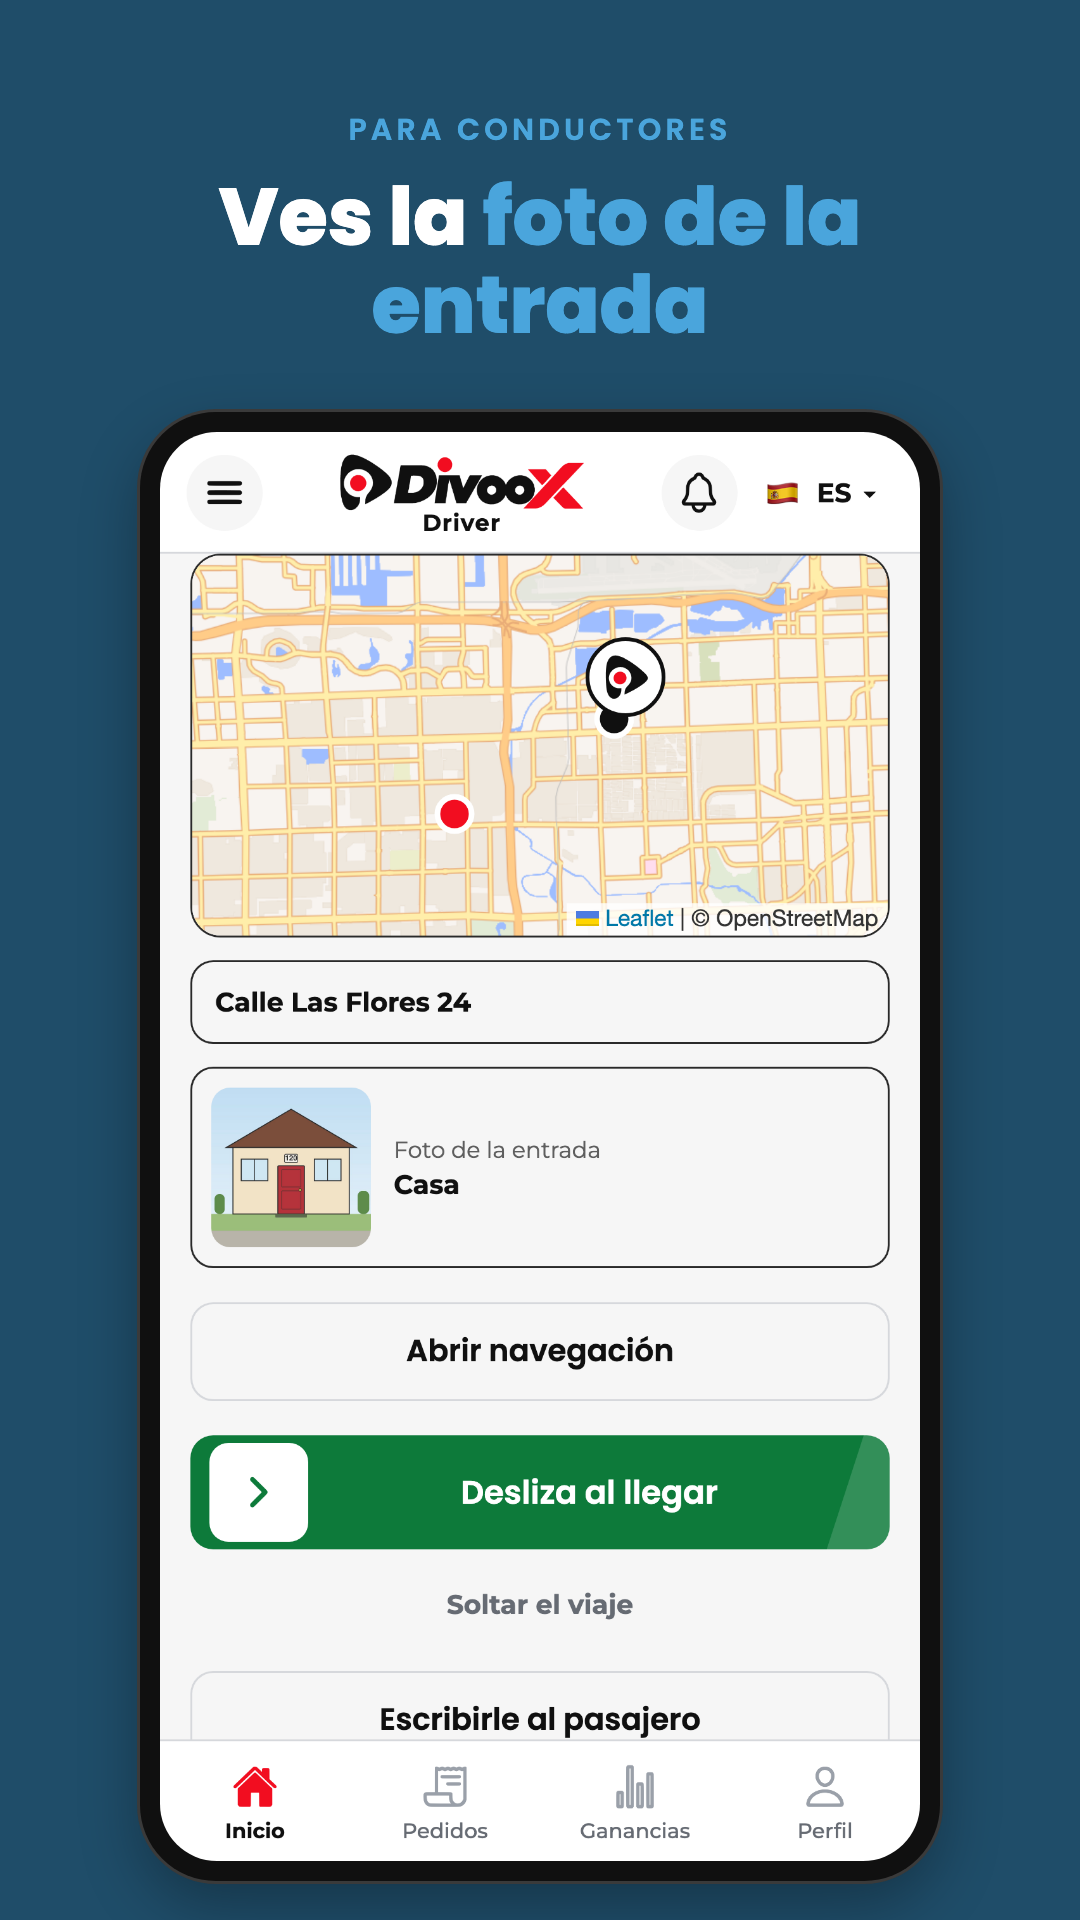 PARA CONDUCTORES
Ves la foto de la
entrada
DivooX
Driver
ES
Leaflet | © OpenStreetMap
Calle Las Flores 24
120
Foto de la entrada
Casa
Abrir navegación
Desliza al llegar
Soltar el viaje
Escribirle al pasajero
Inicio
Pedidos
Ganancias
Perfil